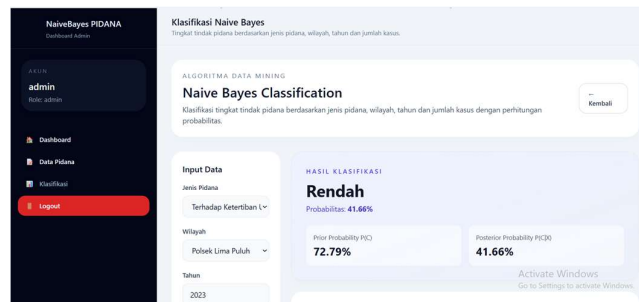 NaiveBayes PIDANA
Dashboard Admin
AKUN
admin
Role: admin
Dashboard
Data Pidana
Klasifikasi
Logout
Klasifikasi Naive Bayes
Tingkat tindak pidana berdasarkan jenis pidana, wilayah, tahun dan jumlah kasus.
ALGORITMA DATA MINING
Naive Bayes Classification
Klasifikasi tingkat tindak pidana berdasarkan jenis pidana, wilayah, tahun dan jumlah kasus dengan perhitungan
probabilitas.
←
Kembali
Input Data
Jenis Pidana
Terhadap Ketertiban U
Wilayah
Polsek Lima Puluh
Tahun
2023
HASIL KLASIFIKASI
Rendah
Probabilitas: 41.66%
Prior Probability P(C)
72.79%
Posterior Probability P(C|X)
41.66%
Activate Windows
Go to Settings to activate Windows.